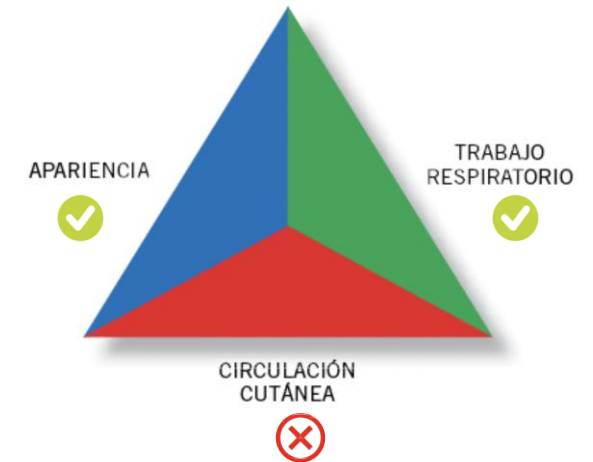 APARIENCIA
TRABAJO
RESPIRATORIO
CIRCULACIÓN
CUTÁNEA